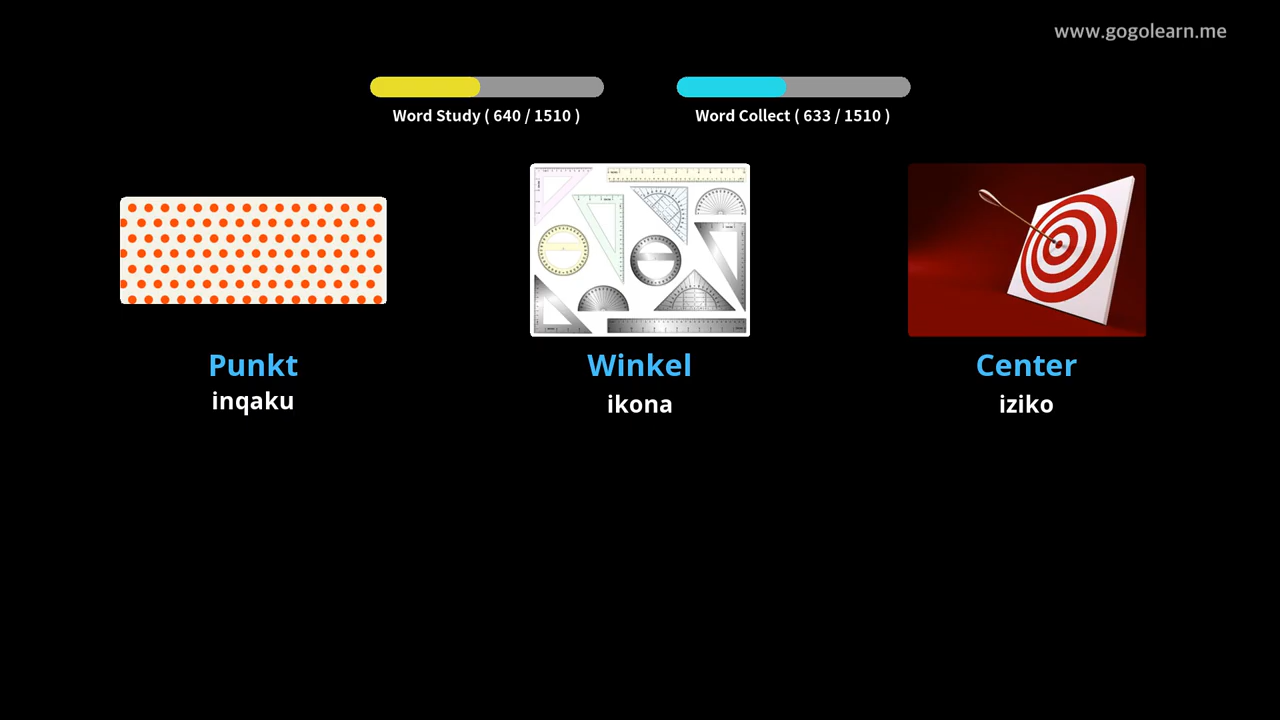 www.gogolearn.me
Word Study ( 640 / 1510 )
Word Collect ( 633 / 1510 )
Punkt
inqaku
Winkel
ikona
Center
iziko